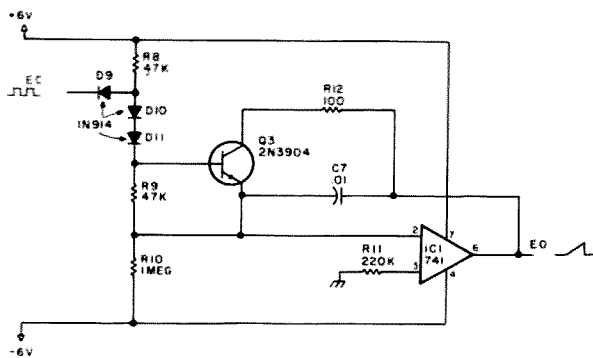 +6V
R8
47K
EC
D9
D10
1N914
D11
R12
100
Q3
2N3904
C7
.01
R9
47K
2
7
IC1
741
6
EO
R11
220K
3
4
R10
1MEG
-6V